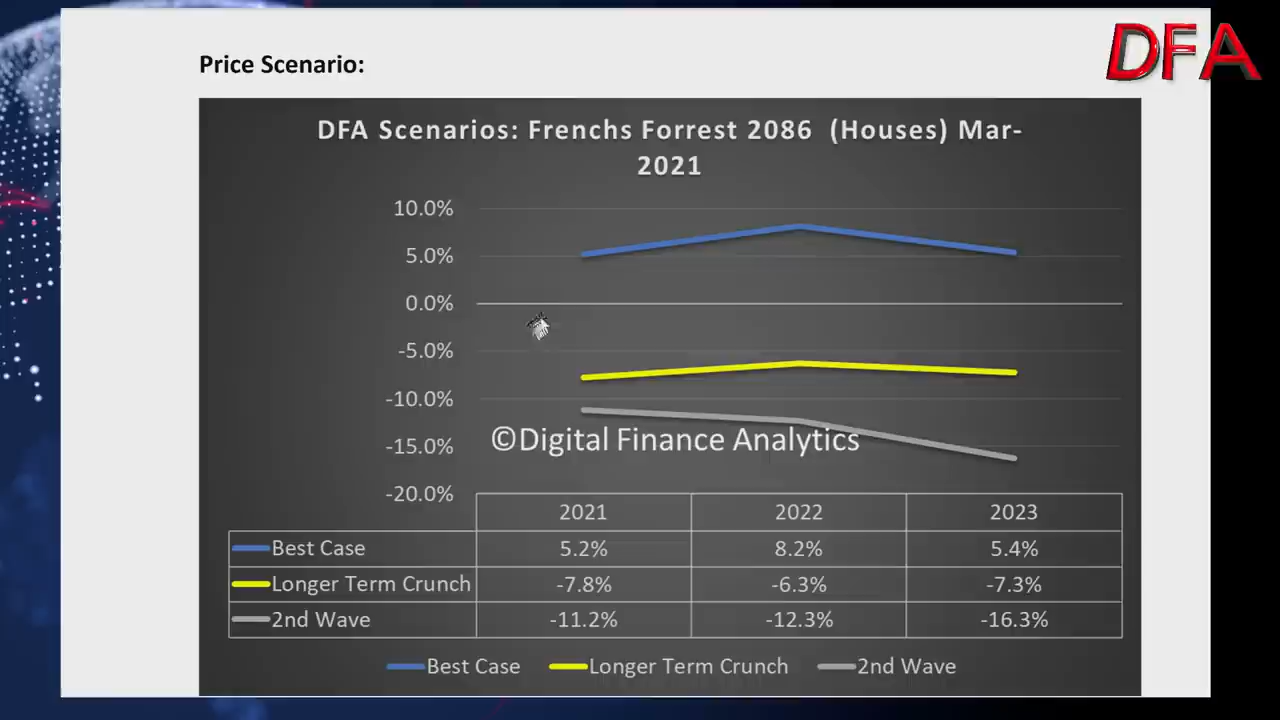 DFA
Price Scenario:
DFA Scenarios: Frenchs Forrest 2086 (Houses) Mar-
2021
10.0%
5.0%
0.0%
-5.0%
-10.0%
-15.0%
-20.0%
©Digital Finance Analytics
2021 2022 2023
Best Case 5.2% 8.2% 5.4%
Longer Term Crunch -7.8% -6.3% -7.3%
2nd Wave -11.2% -12.3% -16.3%
Best Case Longer Term Crunch 2nd Wave